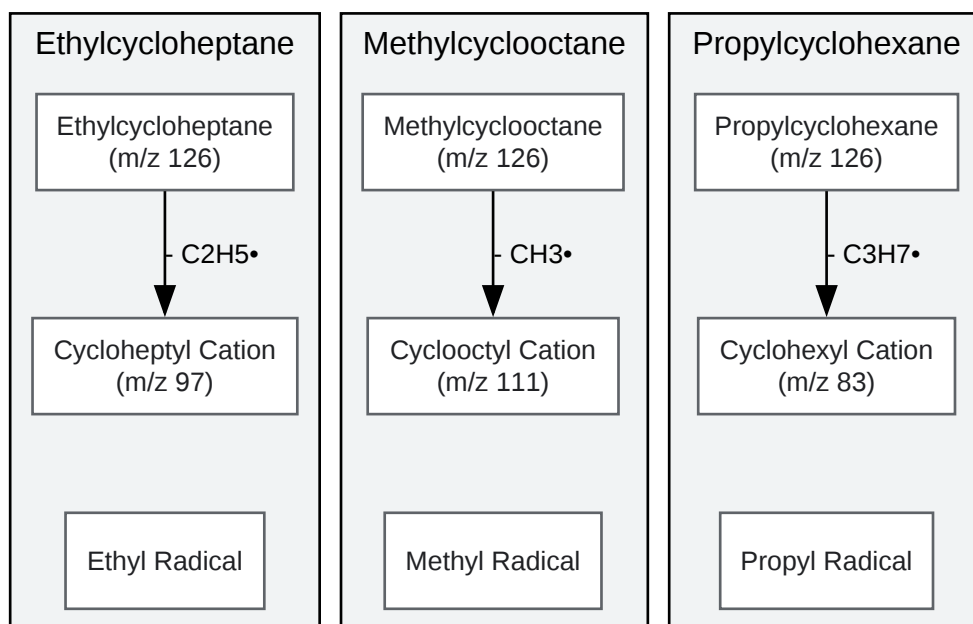 Ethylcycloheptane
Ethylcycloheptane
(m/z 126)
- C2H5•
Cycloheptyl Cation
(m/z 97)
Ethyl Radical
Methylcyclooctane
Methylcyclooctane
(m/z 126)
- CH3•
Cyclooctyl Cation
(m/z 111)
Methyl Radical
Propylcyclohexane
Propylcyclohexane
(m/z 126)
- C3H7•
Cyclohexyl Cation
(m/z 83)
Propyl Radical